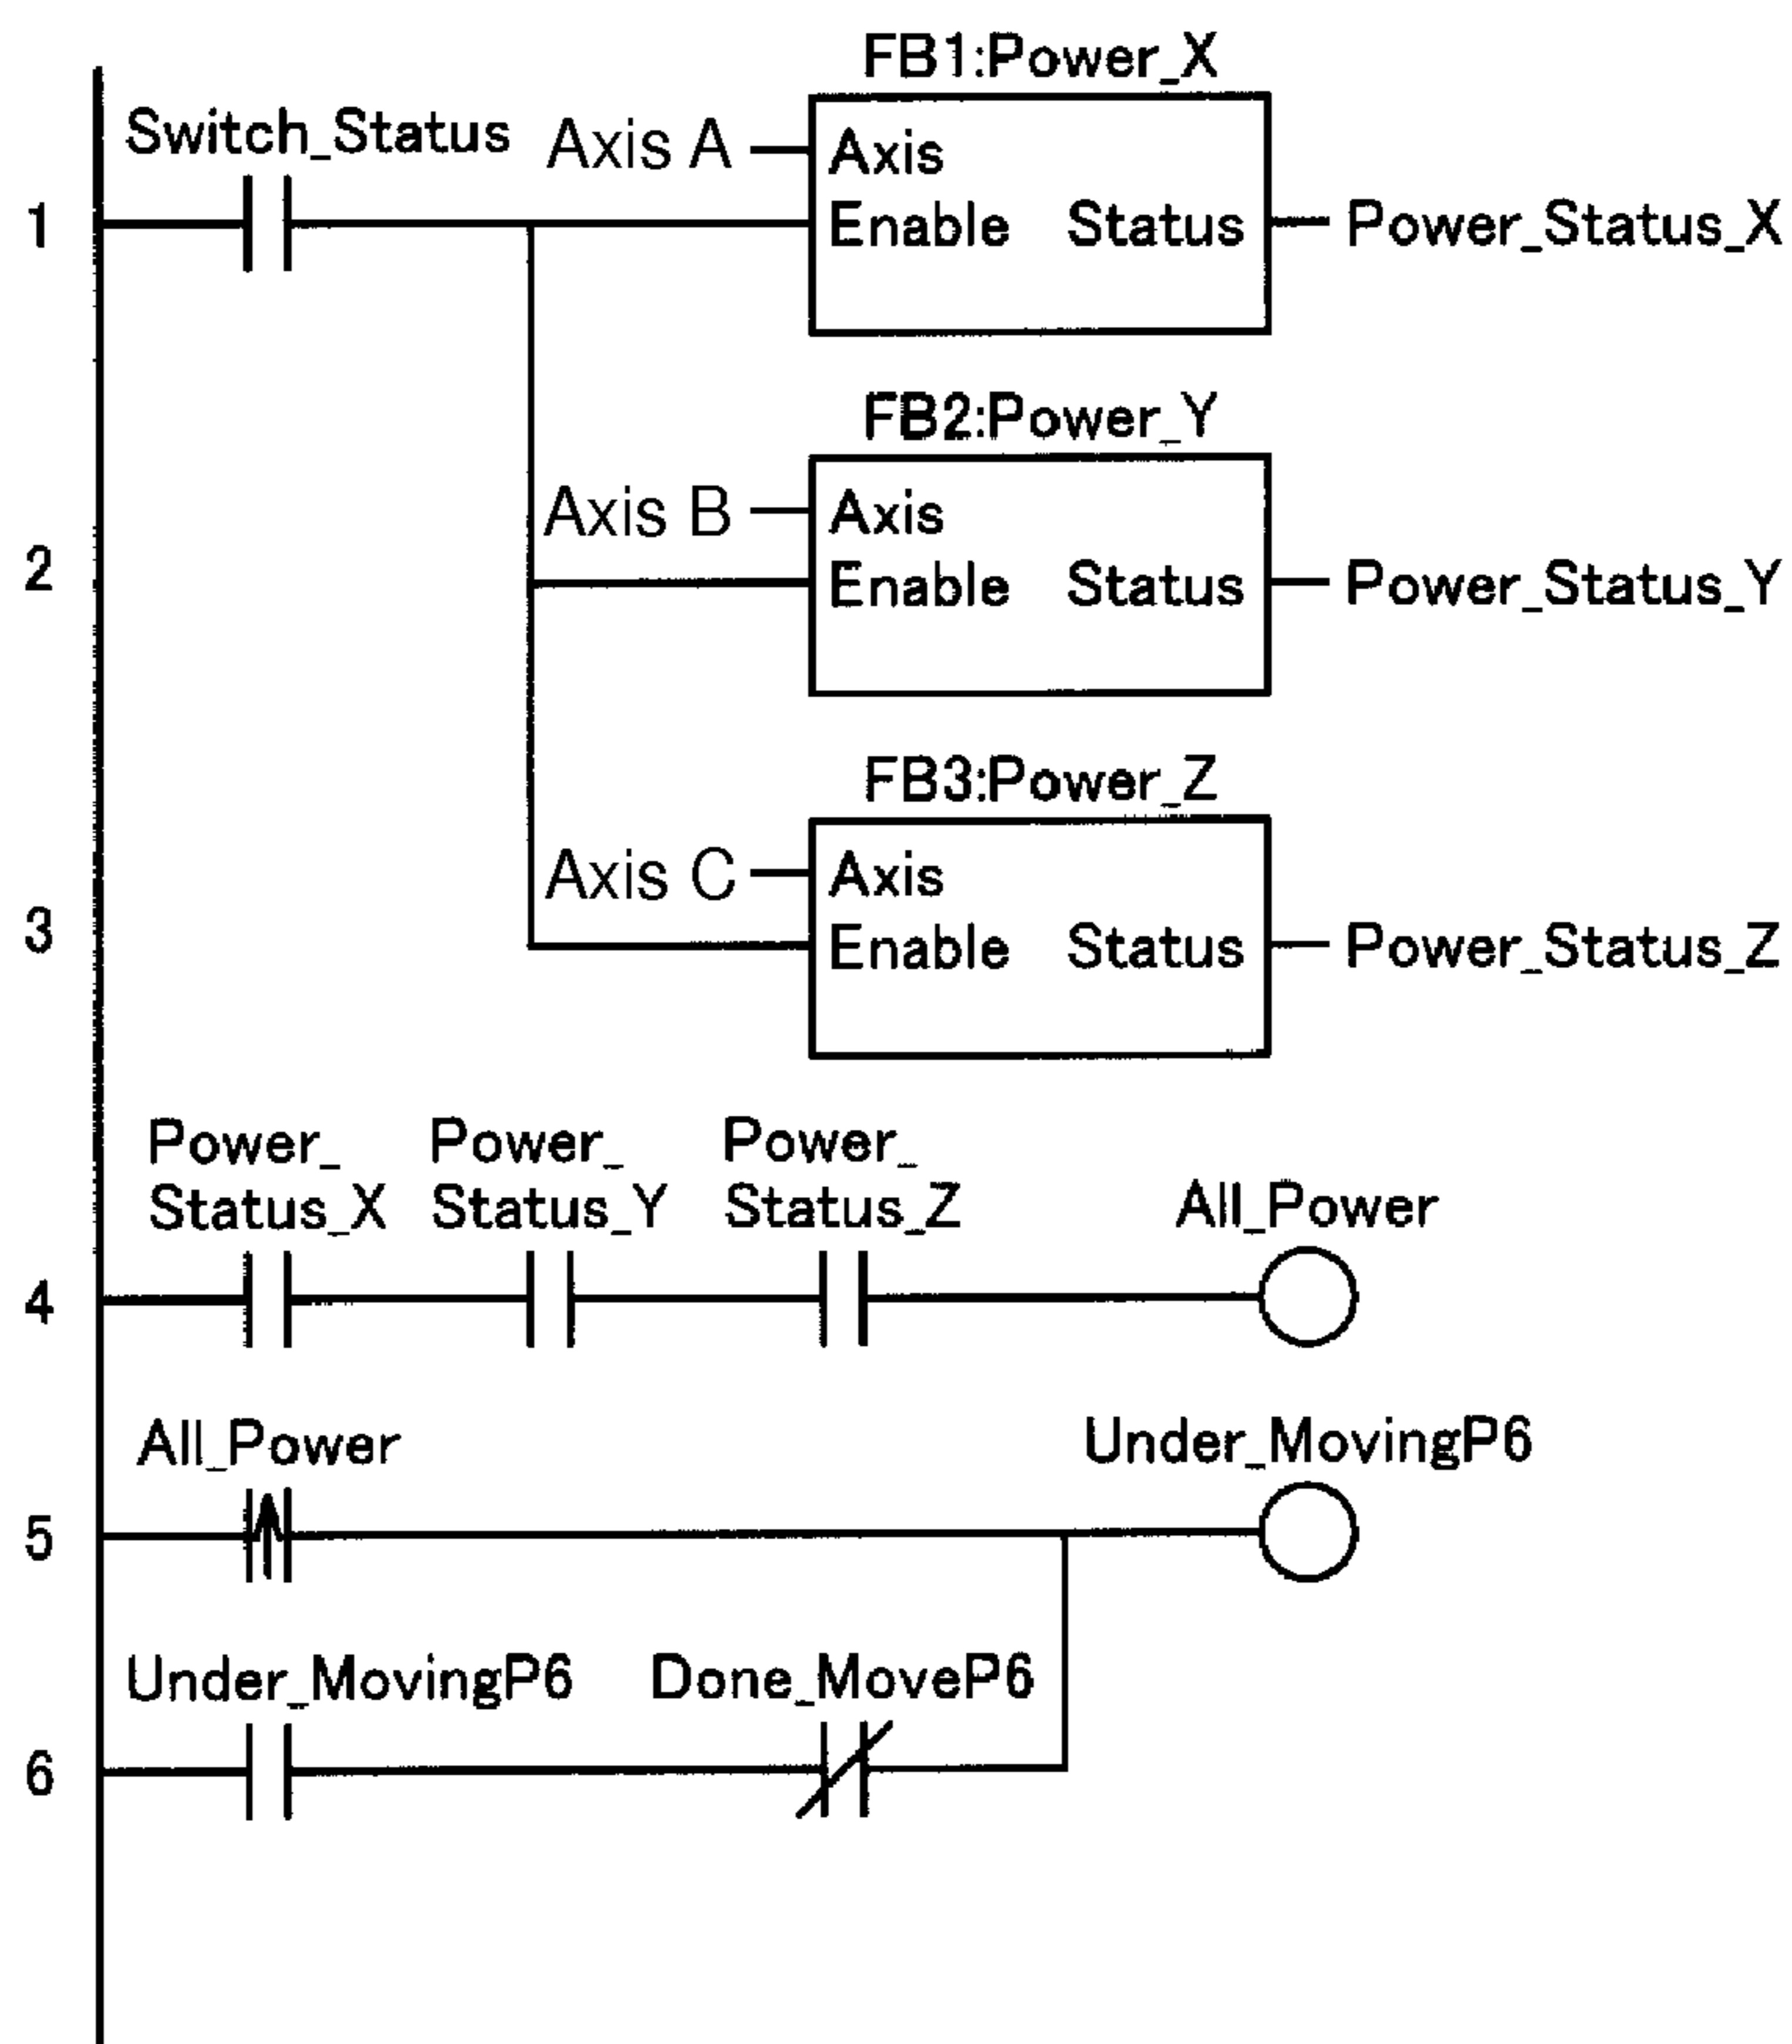 FB1:Power_X
Switch_Status
Axis A
Axis
1
Enable Status
Power_Status_X
FB2:Power_Y
Axis B
Axis
2
Enable Status
Power_Status_Y
FB3:Power_Z
Axis C
Axis
3
Enable Status
Power_Status_Z
Power_
Status_X
Power_
Status_Y
Power_
Status_Z
All_Power
4
All_Power
Under_MovingP6
5
Under_MovingP6
Done_MoveP6
6